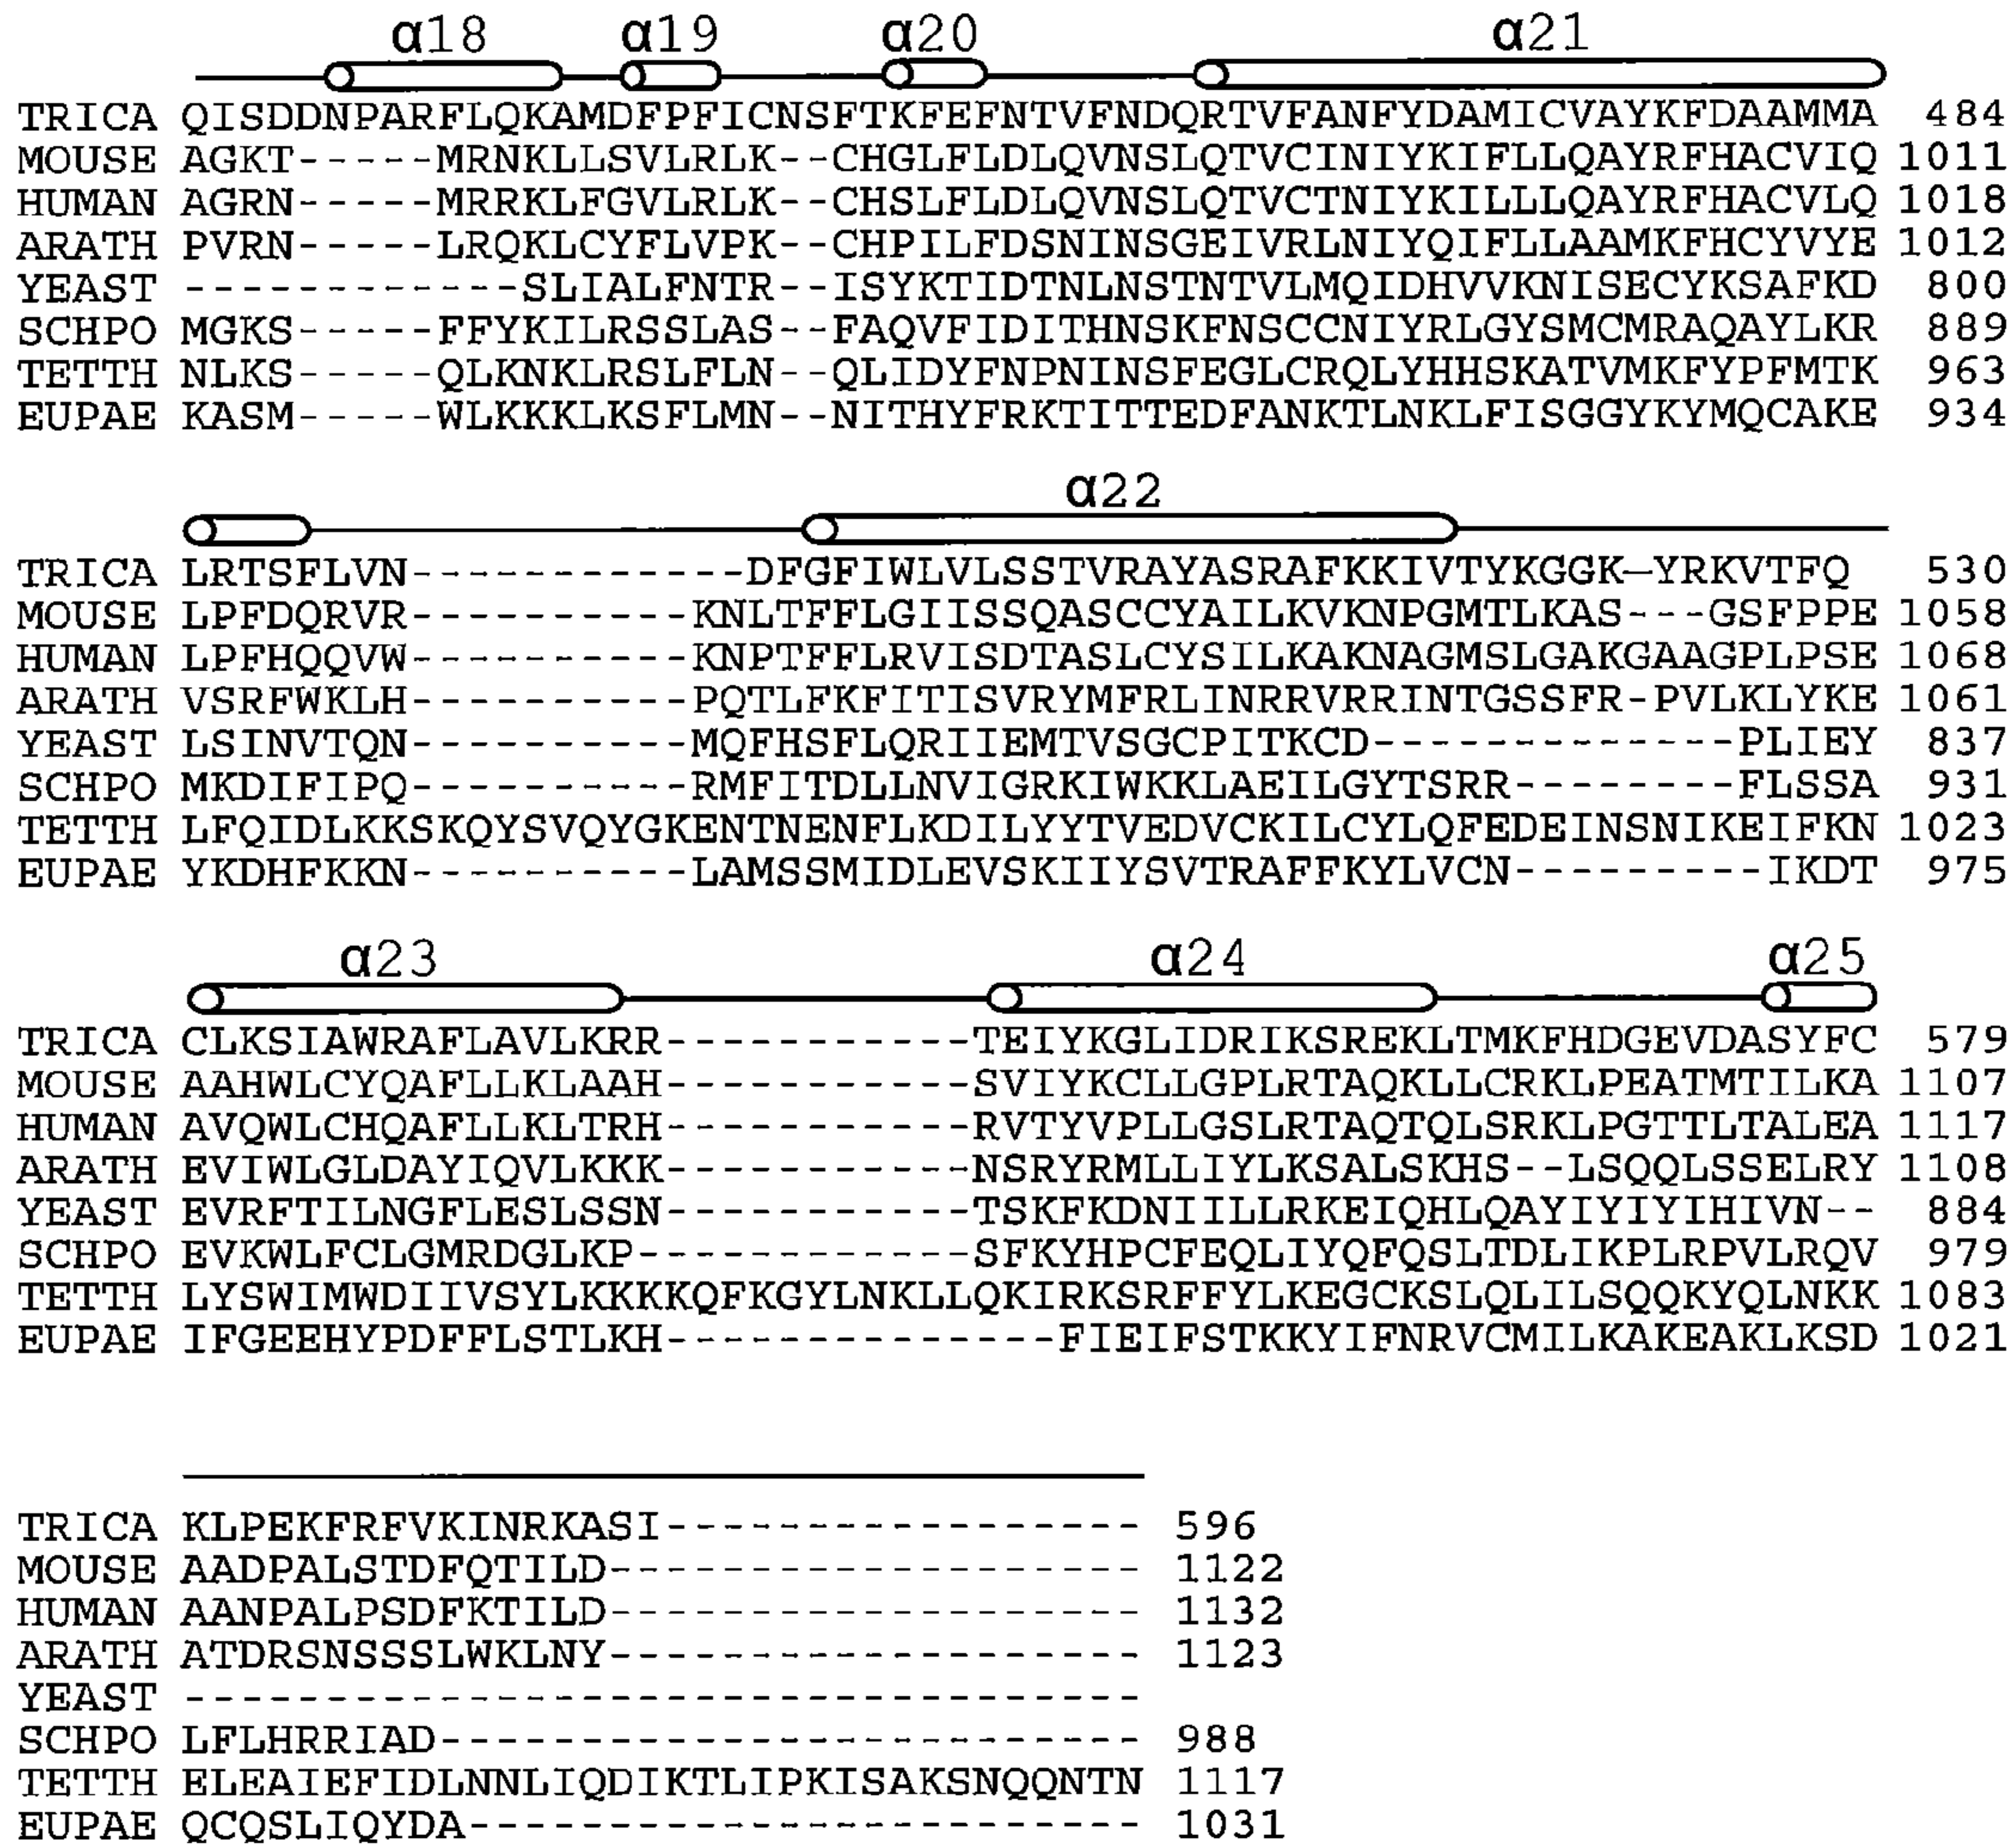 α18 α19 α20 α21
TRICA QISDDNPARFLQKAMDFPFICNSFTKFEFNTVFNDQRTVFANFYDAMICVAYKFDAAMMA 484
MOUSE AGKT-----MRNKLLSVLRLK--CHGLFLDLQVNSLQTVCINIYKIFLLQAYRFHACVIQ 1011
HUMAN AGRN-----MRRKLFGVLRLK--CHSLFLDLQVNSLQTVCTNIYKILLLQAYRFHACVLQ 1018
ARATH PVRN-----LRQKLCYFLVPK--CHPILFDSNINSGEIVRLNIYQIFLLAAMKFHCYVYE 1012
YEAST ------------SLIALFNTR--ISYKTIDTNLNSTNTVLMQIDHVVKNISECYKSAFKD 800
SCHPO MGKS-----FFYKILRSSLAS--FAQVFIDITHNSKFNSCCNIYRLGYSMCMRAQAYLKR 889
TETTH NLKS-----QLKNKLRSLFLN--QLIDYFNPNINSFEGLCRQLYHHSKATVMKFYPFMTK 963
EUPAE KASM-----WLKKKLKSFLMN--NITHYFRKTITTEDFANKTLNKLFISGGYKYMQCAKE 934
α22
TRICA LRTSFLVN------------DFGFIWLVLSSTVRAYASRAFKKIVTYKGGK-YRKVTFQ 530
MOUSE LPFDQRVR----------KNLTFFLGIISSQASCCYAILKVKNPGMTLKAS---GSFPPE 1058
HUMAN LPFHQQVW----------KNPTFFLRVISDTASLCYSILKAKNAGMSLGAKGAAGPLPSE 1068
ARATH VSRFWKLH----------PQTLFKFITISVRYMFRLINRRVRRINTGSSFR-PVLKLYKE 1061
YEAST LSINVTQN----------MQFHSFLQRIIEMTVSGCPITKCD-------------PLIEY 837
SCHPO MKDIFIPQ----------RMFITDLLNVIGRKIWKKLAEILGYTSRR--------FLSSA 931
TETTH LFQIDLKKSKQYSVQYGKENTNENFLKDILYYTVEDVCKILCYLQFEDEINSNIKEIFKN 1023
EUPAE YKDHFKKN----------LAMSSMIDLEVSKIIYSVTRAFFKYLVCN---------IKDT 975
α23 α24 α25
TRICA CLKSIAWRAFLAVLKRR-----------TEIYKGLIDRIKSREKLTMKFHDGEVDASYFC 579
MOUSE AAHWLCYQAFLLKLAAH-----------SVIYKCLLGPLRTAQKLLCRKLPEATMTILKA 1107
HUMAN AVQWLCHQAFLLKLTRH-----------RVTYVPLLGSLRTAQTQLSRKLPGTTLTALEA 1117
ARATH EVIWLGLDAYIQVLKKK-----------NSRYRMLLIYLKSALSKHS--LSQQLSSELRY 1108
YEAST EVRFTILNGFLESLSSN-----------TSKFKDNIILLRKEIQHLQAYIYIYIHIVN-- 884
SCHPO EVKWLFCLGMRDGLKP------------SFKYHPCFEQLIYQFQSLTDLIKPLRPVLRQV 979
TETTH LYSWIMWDIIVSYLKKKKQFKGYLNKLLQKIRKSRFFYLKEGCKSLQLILSQQKYQLNKK 1083
EUPAE IFGEEHYPDFFLSTLKH--------------FIEIFSTKKYIFNRVCMILKAKEAKLKSD 1021
TRICA KLPEKFRFVKINRKASI----------------- 596
MOUSE AADPALSTDFQTILD------------------- 1122
HUMAN AANPALPSDFKTILD------------------- 1132
ARATH ATDRSNSSSLWKLNY------------------- 1123
YEAST ----------------------------------
SCHPO LFLHRRIAD------------------------- 988
TETTH ELEAIEFIDLNNLIQDIKTLIPKISAKSNQQNTN 1117
EUPAE QCQSLIQYDA------------------------ 1031